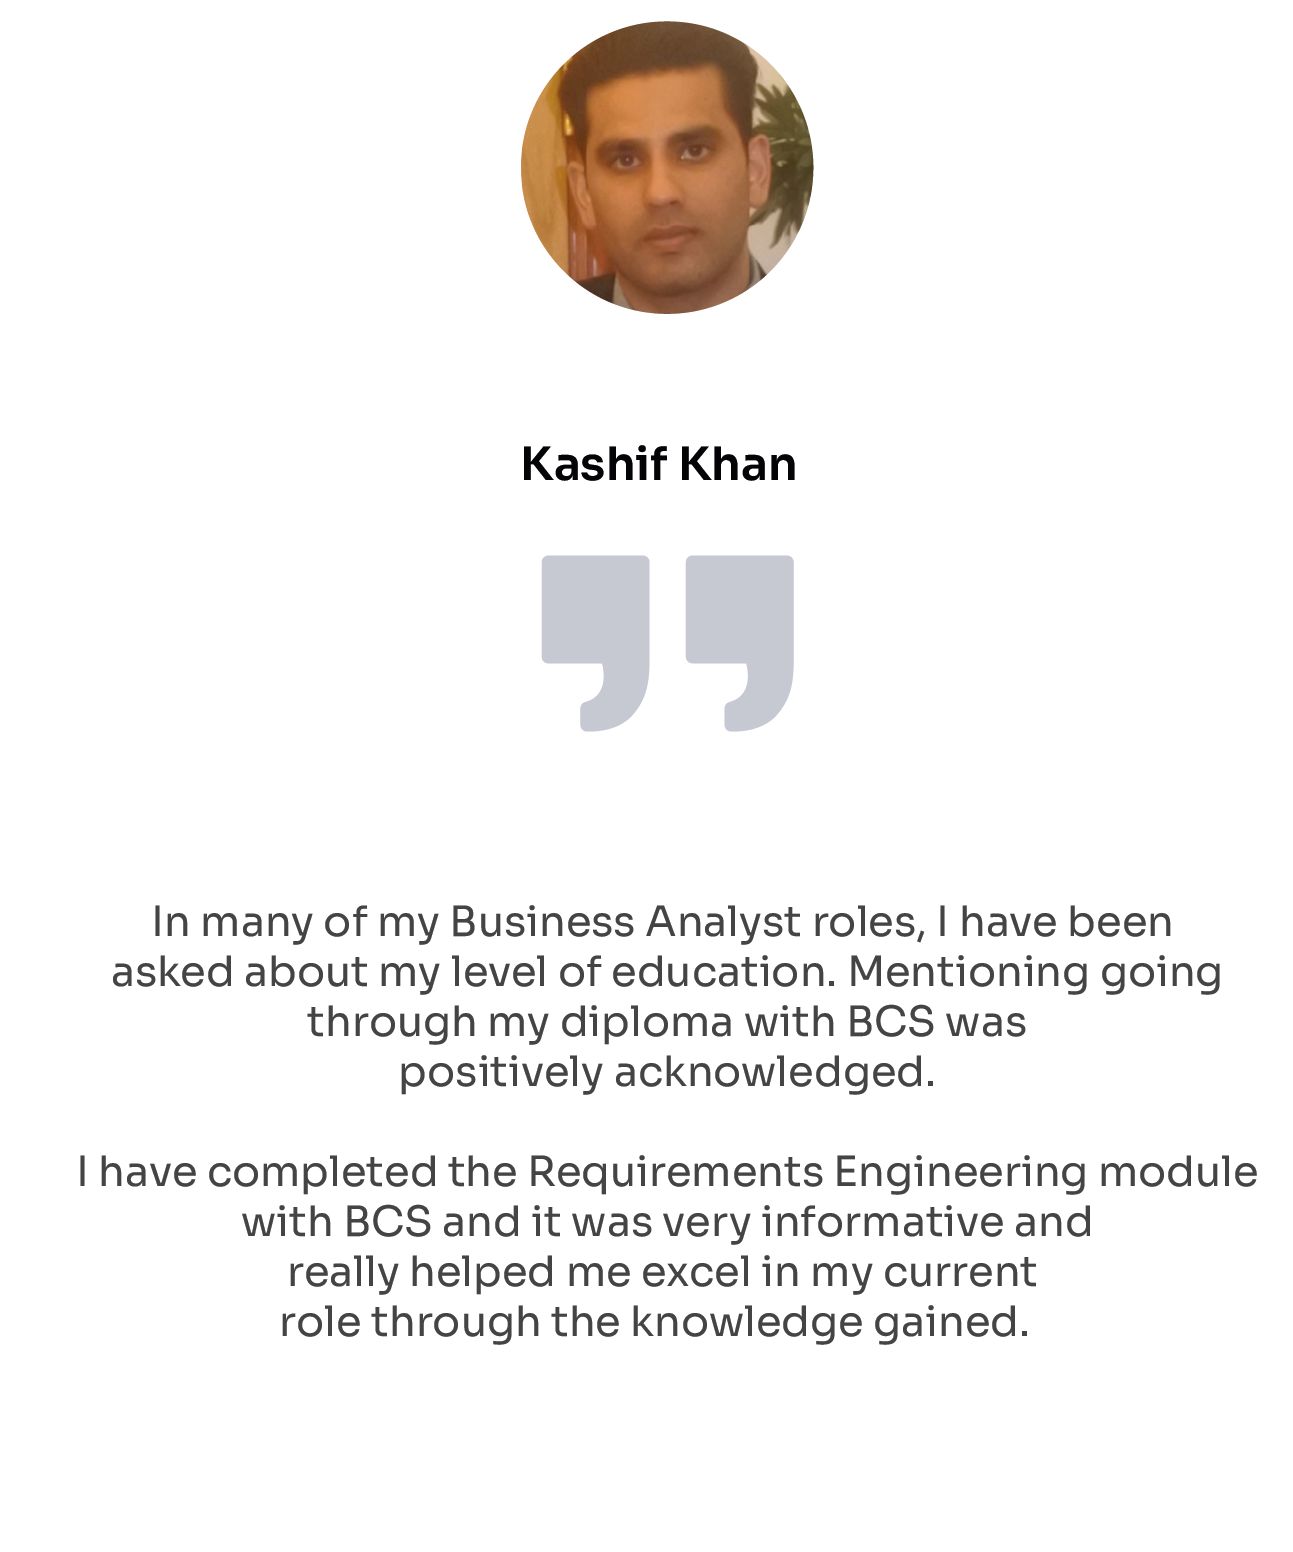 Kashif Khan
In many of my Business Analyst roles, I have been
asked about my level of education. Mentioning going
through my diploma with BCS was
positively acknowledged.
I have completed the Requirements Engineering module
with BCS and it was very informative and
really helped me excel in my current
role through the knowledge gained.